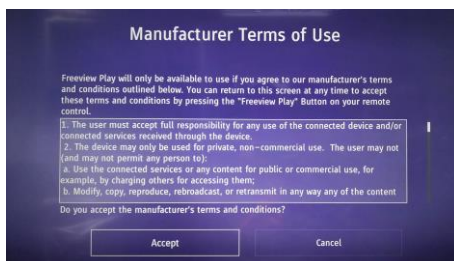 Manufacturer Terms of Use
Freeview Play will only be available to use if you agree to our manufacturer's terms
and conditions outlined below. You can return to this screen at any time to accept
these terms and conditions by pressing the "Freeview Play" Button on your remote
control.
1. The user must accept full responsibility for any use of the connected device and/or
connected services received through the device.
2. The device may only be used for private, non-commercial use. The user may not
(and may not permit any person to):
a. Use the connected services or any content for public or commercial use, for
example, by charging others for accessing them;
b. Modify, copy, reproduce, rebroadcast, or retransmit in any way any of the content
Do you accept the manufacturer's terms and conditions?
Accept
Cancel